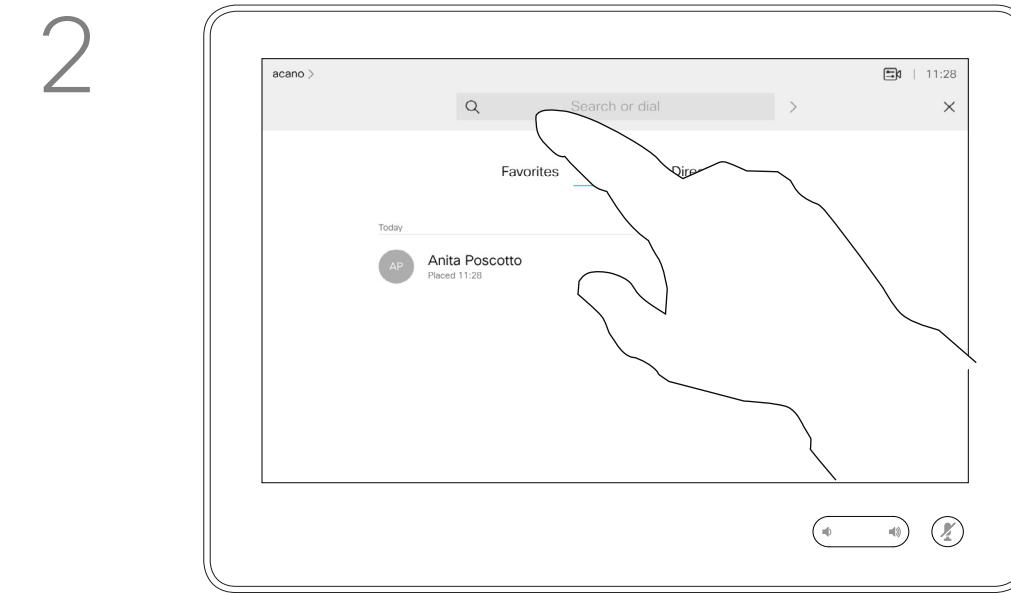 2
acano >
11:28
Search or dial
Favorites
Today
AP
Anita Poscotto
Placed 11:28